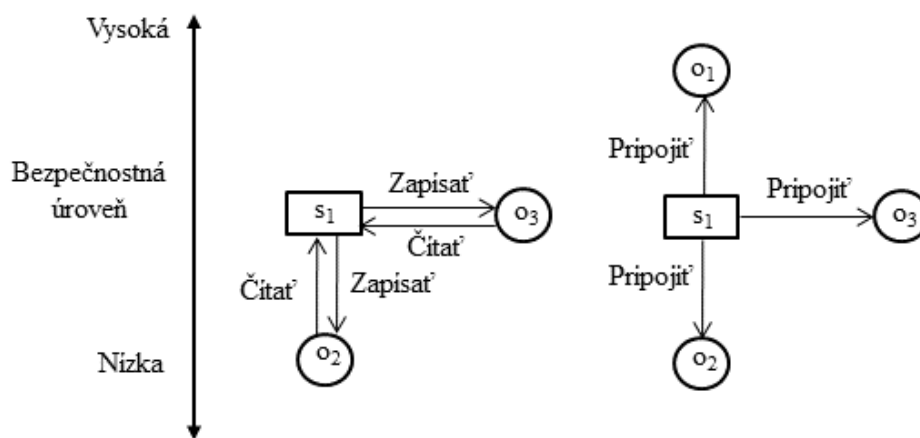 Vysoká
Bezpečnostná
úroveň
Nízka
Zapísať
s1
o3
Čítať
Čítať
Zapísať
o2
o1
Pripojiť
Pripojiť
s1
o3
Pripojiť
o2